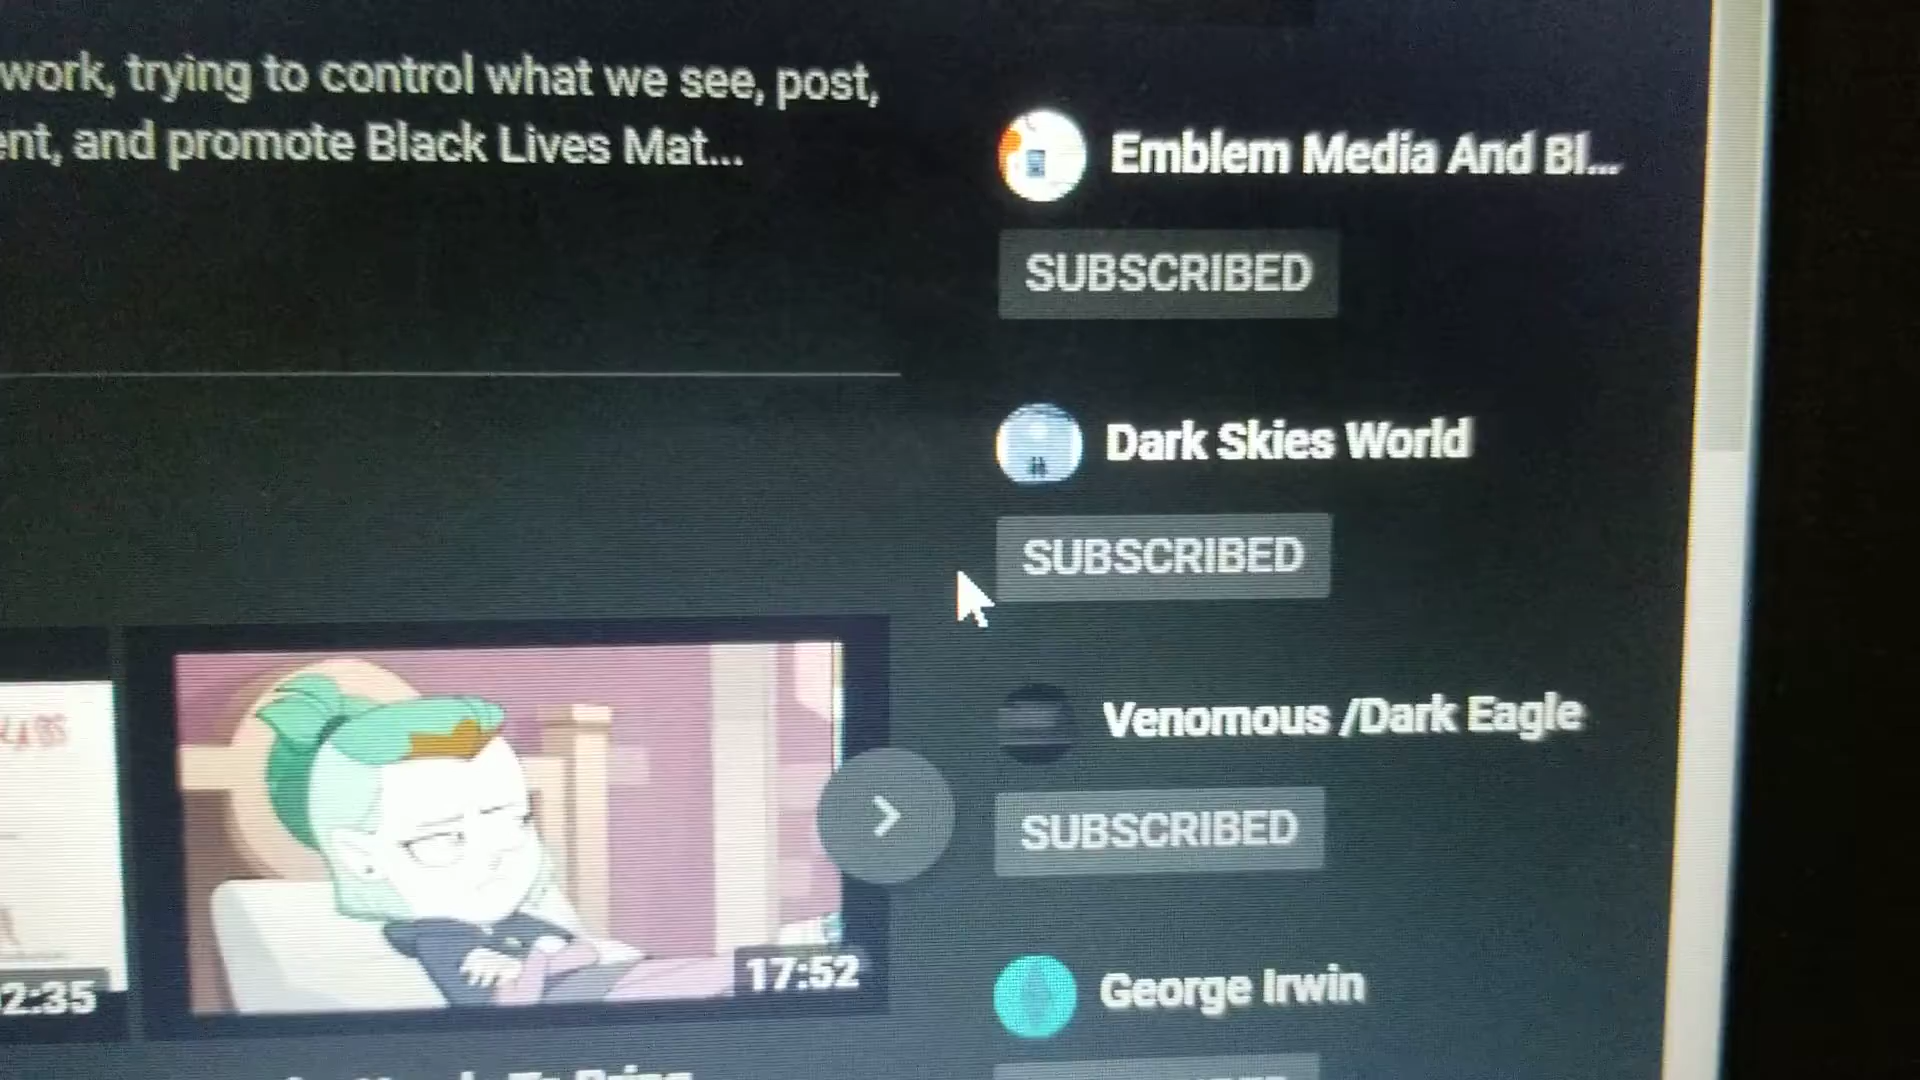 work, trying to control what we see, post,
ent, and promote Black Lives Mat...
Emblem Media And Bl...
SUBSCRIBED
Dark Skies World
SUBSCRIBED
Venomous /Dark Eagle
SUBSCRIBED
George Irwin
2:35
17:52